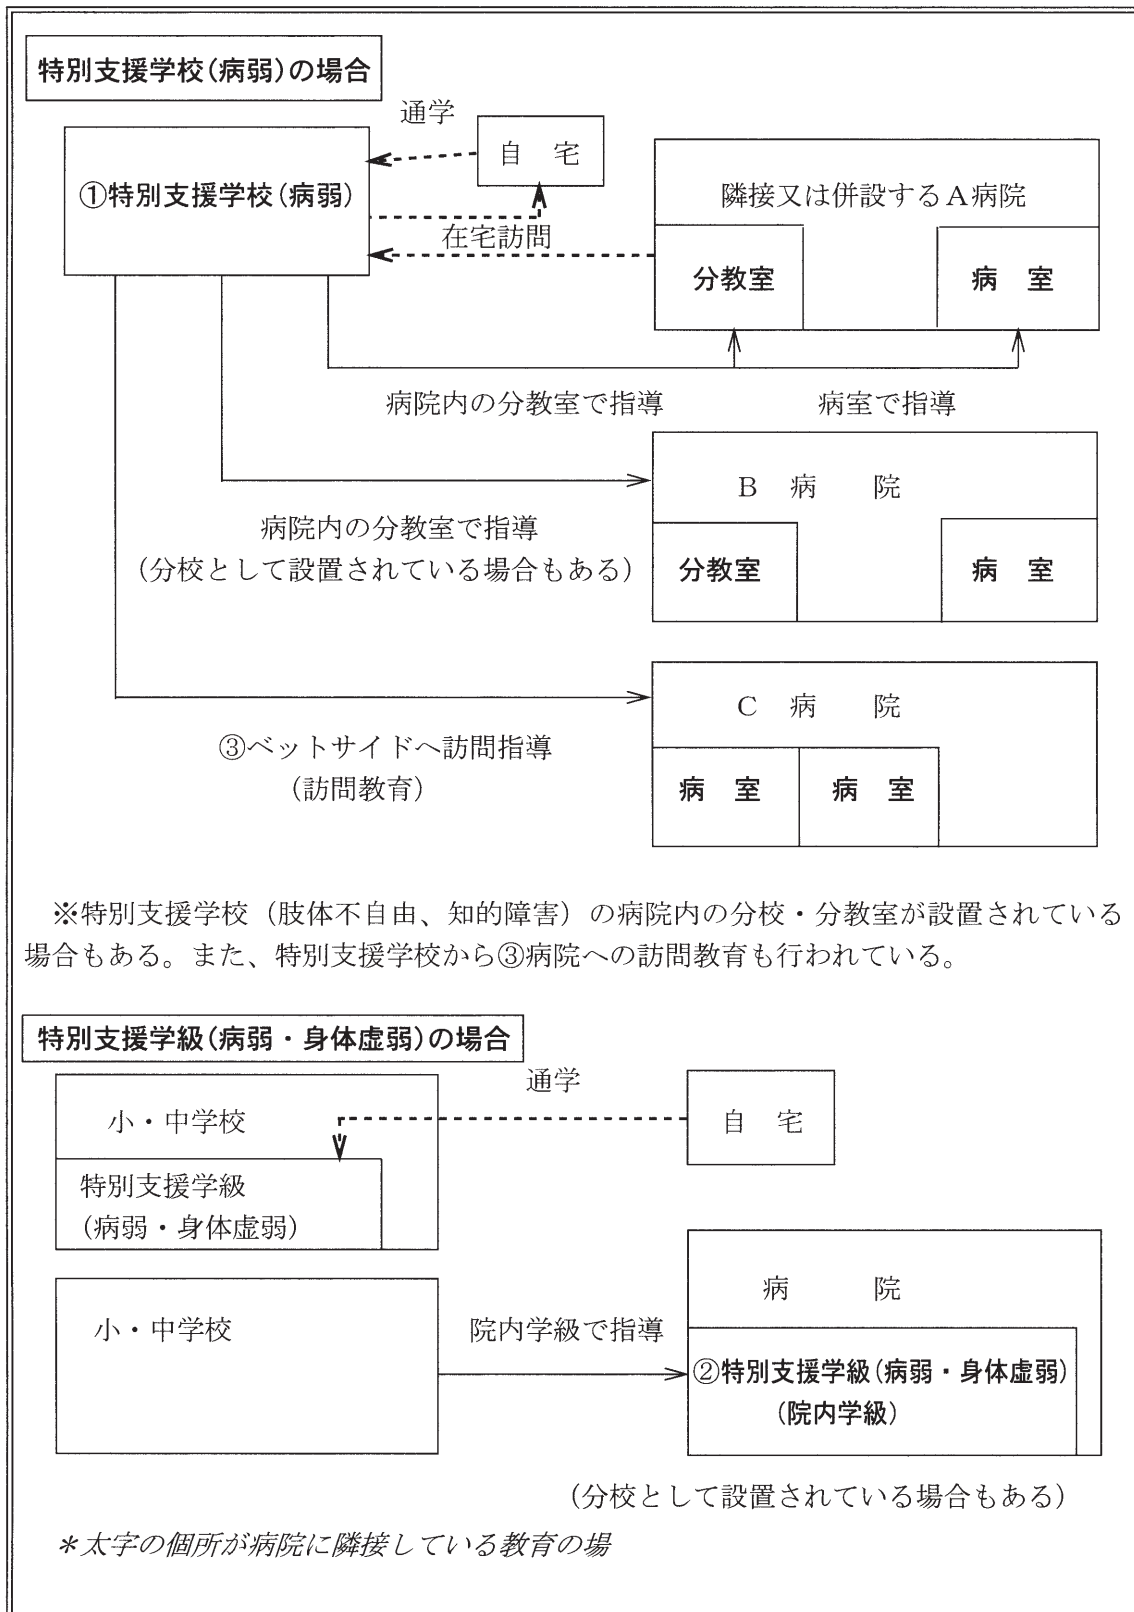 特別支援学校(病弱)の場合
通学
自　宅
①特別支援学校(病弱)
在宅訪問
隣接又は併設するA病院
分教室
病　室
病院内の分教室で指導
病室で指導
B　病　　院
病院内の分教室で指導
(分校として設置されている場合もある)
分教室
病　室
C　病　　院
③ベットサイドへ訪問指導
(訪問教育)
病　室
病　室
※特別支援学校（肢体不自由、知的障害）の病院内の分校・分教室が設置されている
場合もある。また、特別支援学校から③病院への訪問教育も行われている。
特別支援学級(病弱・身体虚弱)の場合
通学
小・中学校
自　宅
特別支援学級
(病弱・身体虚弱)
病　　　院
小・中学校
院内学級で指導
②特別支援学級(病弱・身体虚弱)
(院内学級)
(分校として設置されている場合もある)
＊太字の個所が病院に隣接している教育の場